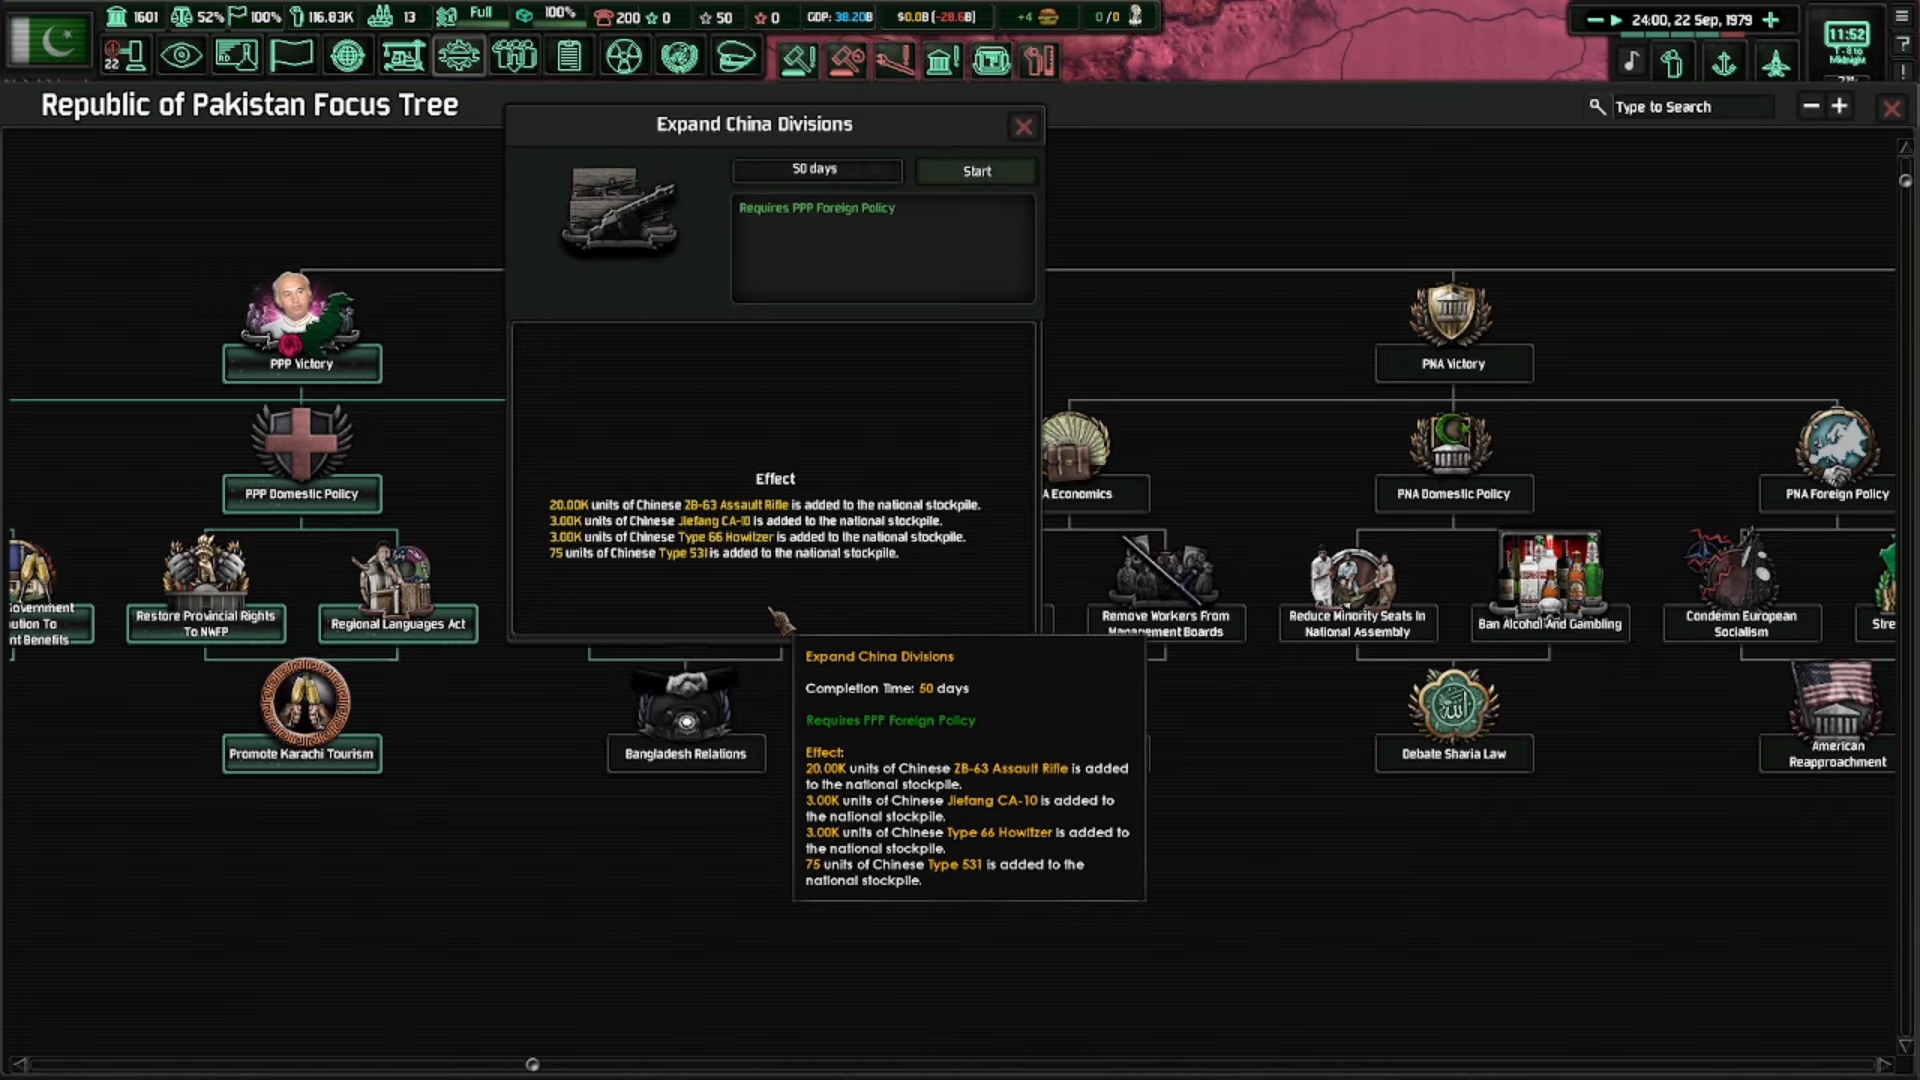 1601 52% 100% 116.83K 13 Full 100% 200 0 50 0 GDP: 38.20B $0.0B (-28.6B) +4 0/0
24:00, 22 Sep, 1979
11:52
Midnight
22
Republic of Pakistan Focus Tree
Type to Search
Expand China Divisions
50 days
Start
Requires PPP Foreign Policy
PPP Victory
PNA Victory
PPP Domestic Policy
A Economics
PNA Domestic Policy
PNA Foreign Policy
Effect
20.00K units of Chinese ZB-63 Assault Rifle is added to the national stockpile.
3.00K units of Chinese Jiefang CA-10 is added to the national stockpile.
3.00K units of Chinese Type 66 Howitzer is added to the national stockpile.
75 units of Chinese Type 531 is added to the national stockpile.
overnment
ution To
nt Benefits
Restore Provincial Rights
To NWFP
Regional Languages Act
Remove Workers From
Management Boards
Reduce Minority Seats In
National Assembly
Ban Alcohol And Gambling
Condemn European
Socialism
Stre
Promote Karachi Tourism
Bangladesh Relations
Debate Sharia Law
American
Reapproachment
Expand China Divisions
Completion Time: 50 days
Requires PPP Foreign Policy
Effect:
20.00K units of Chinese ZB-63 Assault Rifle is added
to the national stockpile.
3.00K units of Chinese Jiefang CA-10 is added to
the national stockpile.
3.00K units of Chinese Type 66 Howitzer is added to
the national stockpile.
75 units of Chinese Type 531 is added to the
national stockpile.